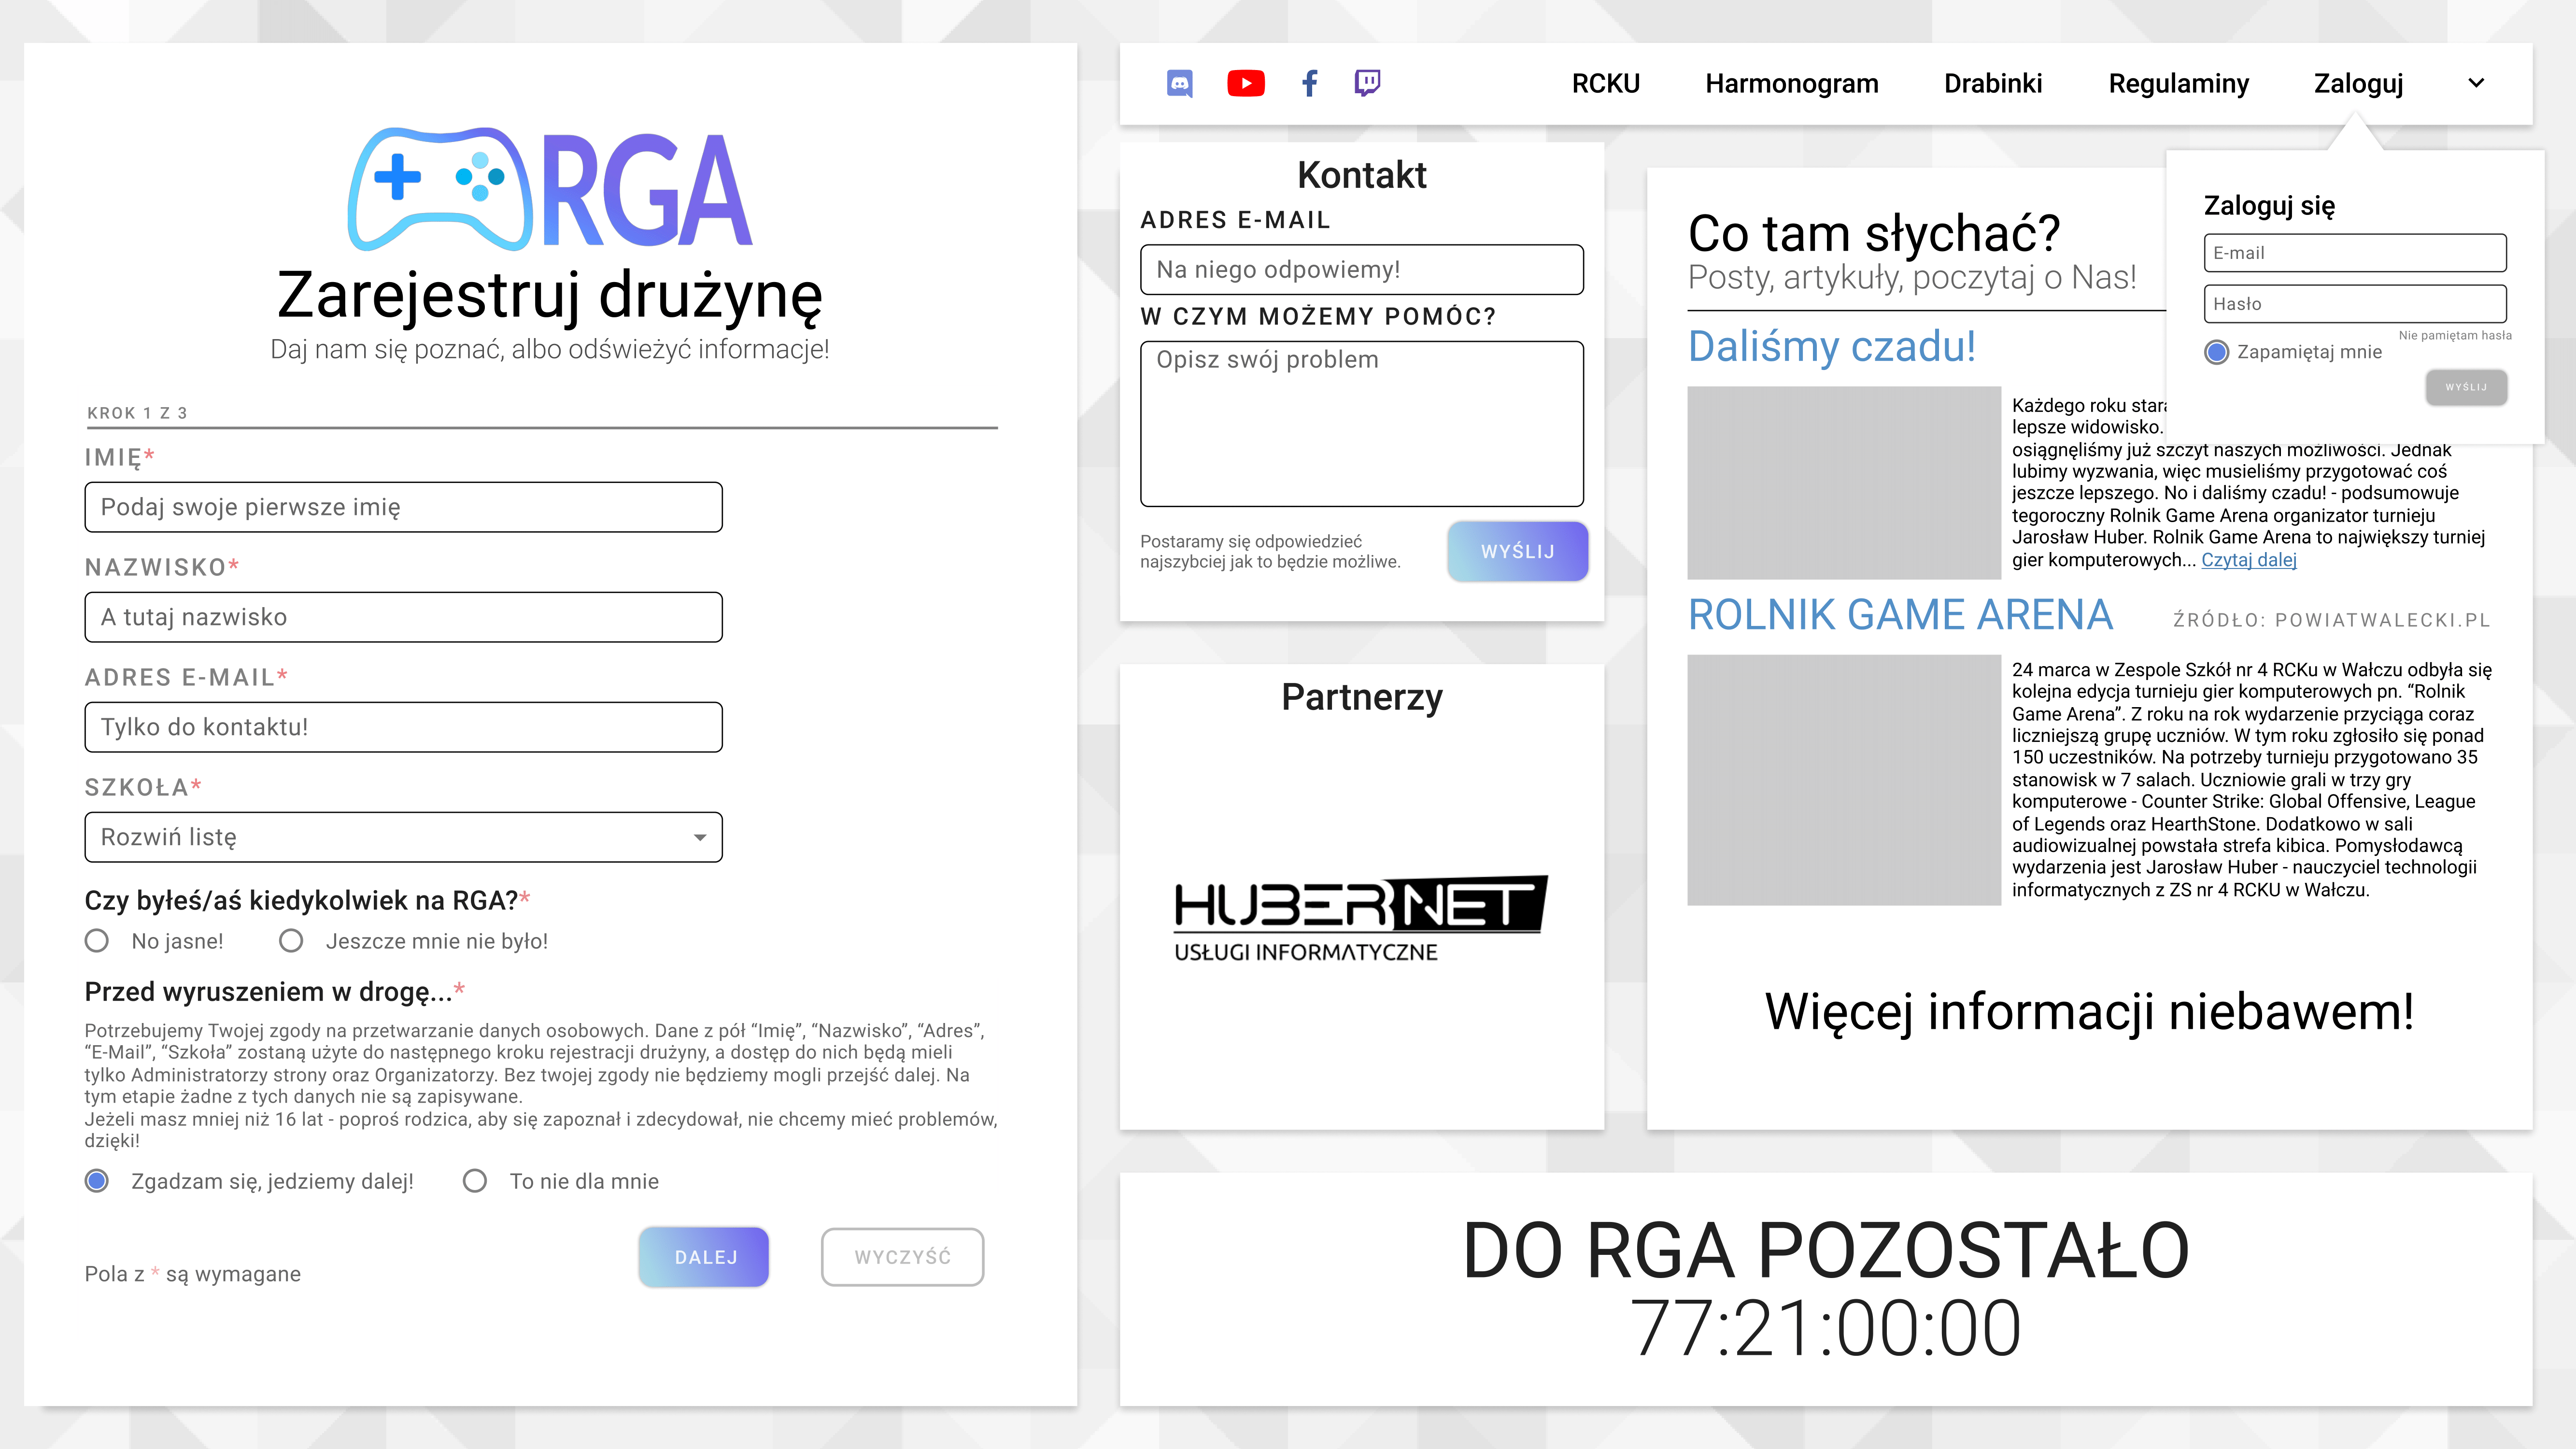 RGA
Zarejestruj drużynę
Daj nam się poznać, albo odświeżyć informacje!
KROK 1 Z 3
IMIĘ*
Podaj swoje pierwsze imię
NAZWISKO*
A tutaj nazwisko
ADRES E-MAIL*
Tylko do kontaktu!
SZKOŁA*
Rozwiń listę
Czy byłeś/aś kiedykolwiek na RGA?*
No jasne! Jeszcze mnie nie było!
Przed wyruszeniem w drogę...*
Potrzebujemy Twojej zgody na przetwarzanie danych osobowych. Dane z pół “Imię”, “Nazwisko”, “Adres”,
“E-Mail”, “Szkoła” zostaną użyte do następnego kroku rejestracji drużyny, a dostęp do nich będą mieli
tylko Administratorzy strony oraz Organizatorzy. Bez twojej zgody nie będziemy mogli przejść dalej. Na
tym etapie żadne z tych danych nie są zapisywane.
Jeżeli masz mniej niż 16 lat - poproś rodzica, aby się zapoznał i zdecydował, nie chcemy mieć problemów,
dzięki!
Zgadzam się, jedziemy dalej! To nie dla mnie
DALEJ WYCZYŚĆ
Pola z * są wymagane
RCKU Harmonogram Drabinki Regulaminy Zaloguj
Kontakt
ADRES E-MAIL
Na niego odpowiemy!
W CZYM MOŻEMY POMÓC?
Opisz swój problem
Postaramy się odpowiedzieć
najszybciej jak to będzie możliwe.
WYŚLIJ
Partnerzy
HUBERNET
USŁUGI INFORMATYCZNE
Co tam słychać?
Posty, artykuły, poczytaj o Nas!
Daliśmy czadu!
Każdego roku stara
lepsze widowisko.
osiągnęliśmy już szczyt naszych możliwości. Jednak
lubimy wyzwania, więc musieliśmy przygotować coś
jeszcze lepszego. No i daliśmy czadu! - podsumowuje
tegoroczny Rolnik Game Arena organizator turnieju
Jarosław Huber. Rolnik Game Arena to największy turniej
gier komputerowych... Czytaj dalej
ROLNIK GAME ARENA ŹRÓDŁO: POWIATWALECKI.PL
24 marca w Zespole Szkół nr 4 RCKu w Wałczu odbyła się
kolejna edycja turnieju gier komputerowych pn. “Rolnik
Game Arena”. Z roku na rok wydarzenie przyciąga coraz
liczniejszą grupę uczniów. W tym roku zgłosiło się ponad
150 uczestników. Na potrzeby turnieju przygotowano 35
stanowisk w 7 salach. Uczniowie grali w trzy gry
komputerowe - Counter Strike: Global Offensive, League
of Legends oraz HearthStone. Dodatkowo w sali
audiowizualnej powstała strefa kibica. Pomysłodawcą
wydarzenia jest Jarosław Huber - nauczyciel technologii
informatycznych z ZS nr 4 RCKU w Wałczu.
Więcej informacji niebawem!
Zaloguj się
E-mail
Hasło
Nie pamiętam hasła
Zapamiętaj mnie
WYŚLIJ
DO RGA POZOSTAŁO
77:21:00:00